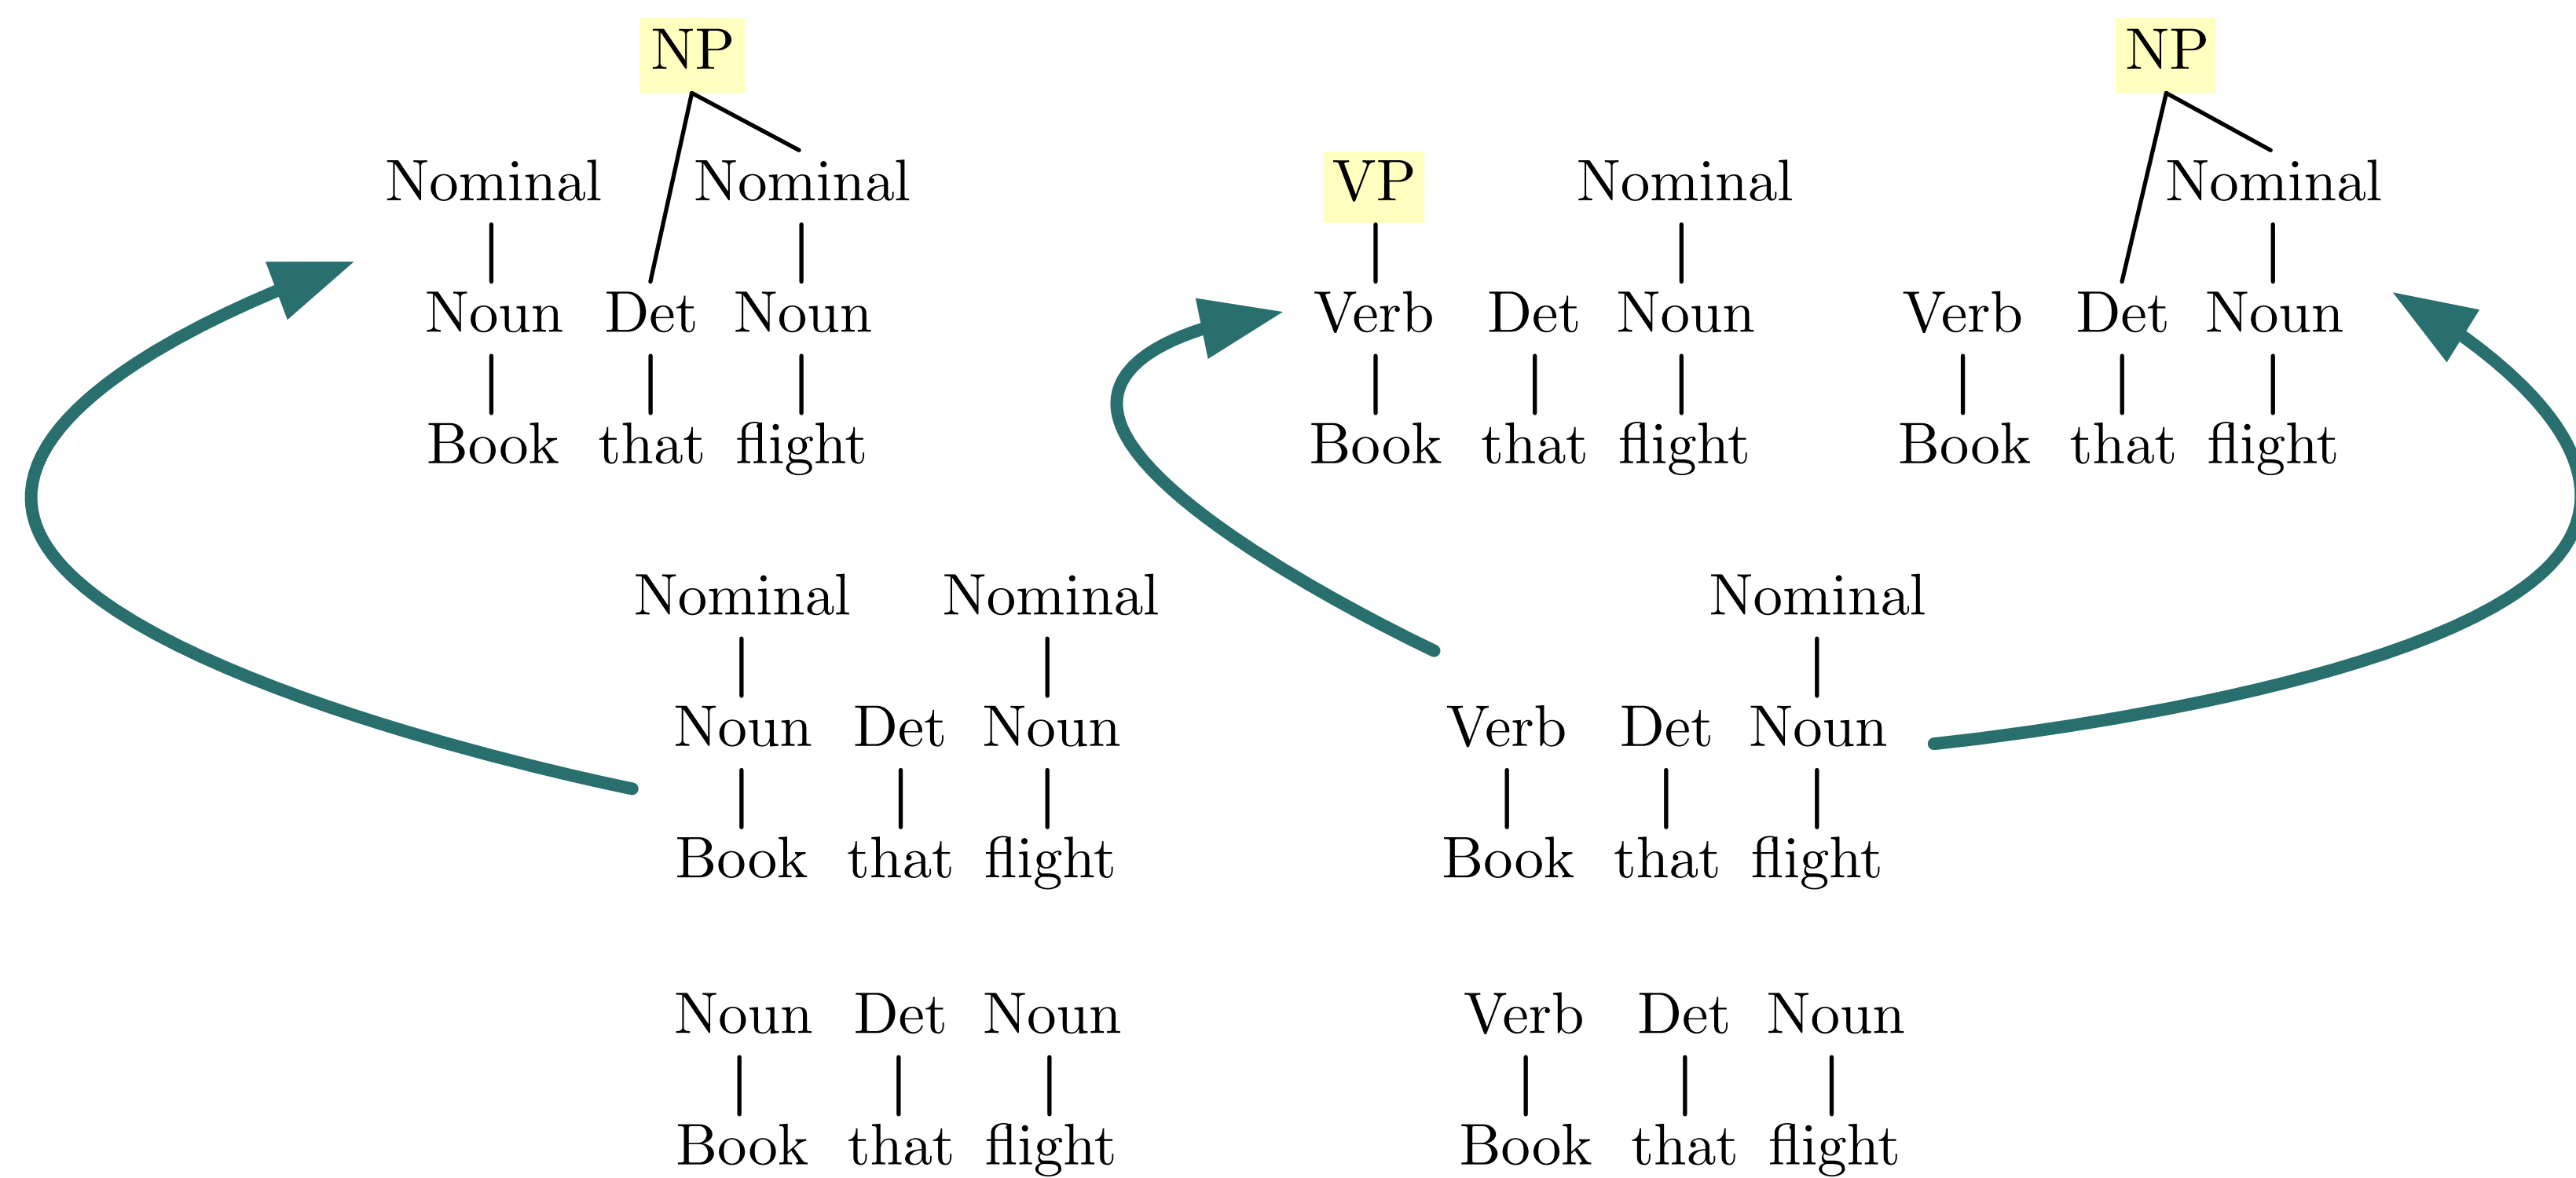 NP NP
Nominal Nominal VP Nominal Nominal
Noun Det Noun Verb Det Noun Verb Det Noun
Book that flight Book that flight Book that flight
Nominal Nominal Nominal
Noun Det Noun Verb Det Noun
Book that flight Book that flight
Noun Det Noun Verb Det Noun
Book that flight Book that flight